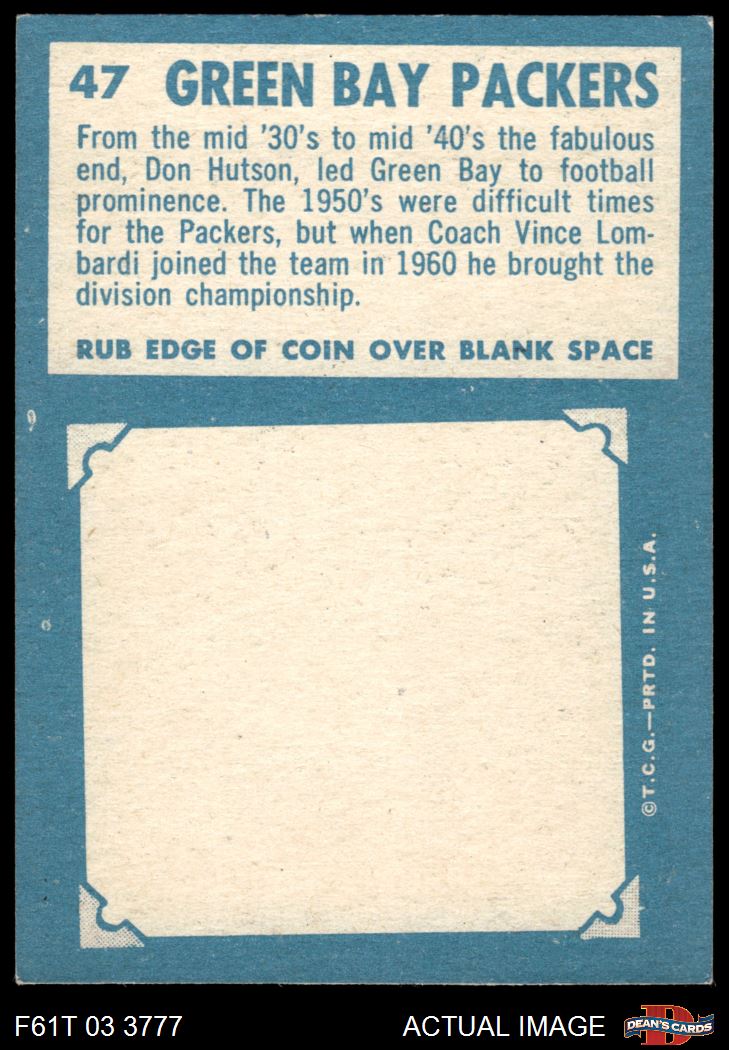 47 GREEN BAY PACKERS
From the mid '30's to mid '40's the fabulous
end, Don Hutson, led Green Bay to football
prominence. The 1950's were difficult times
for the Packers, but when Coach Vince Lom-
bardi joined the team in 1960 he brought the
division championship.
RUB EDGE OF COIN OVER BLANK SPACE
©T.C.G.—PRTD. IN U.S.A.
F61T 03 3777
ACTUAL IMAGE
DEAN'S CARDS